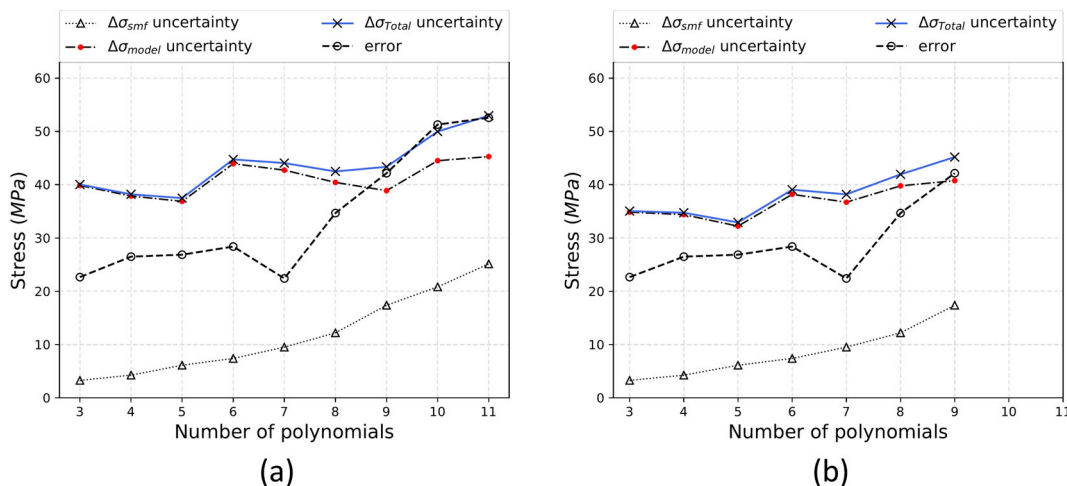 Δσsmf uncertainty
Δσmodel uncertainty
ΔσTotal uncertainty
error
60
50
40
30
20
10
0
Stress (MPa)
3 4 5 6 7 8 9 10 11
Number of polynomials
(a)
Δσsmf uncertainty
Δσmodel uncertainty
ΔσTotal uncertainty
error
60
50
40
30
20
10
0
Stress (MPa)
3 4 5 6 7 8 9 10 11
Number of polynomials
(b)